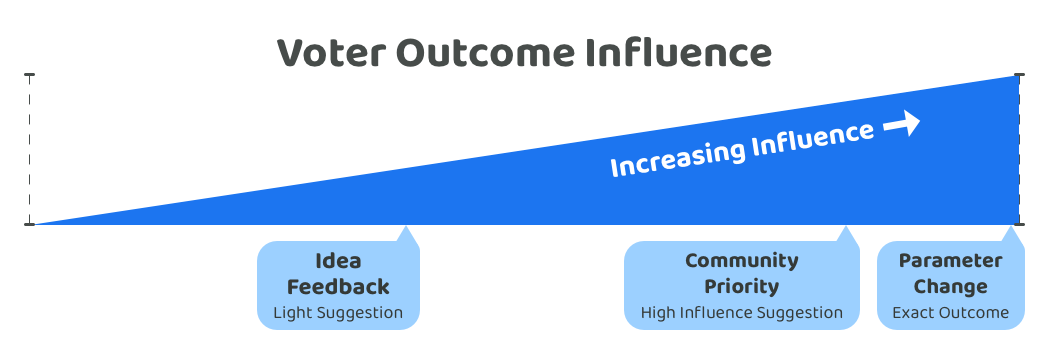 Voter Outcome Influence
Increasing Influence →
Idea
Feedback
Light Suggestion
Community
Priority
High Influence Suggestion
Parameter
Change
Exact Outcome